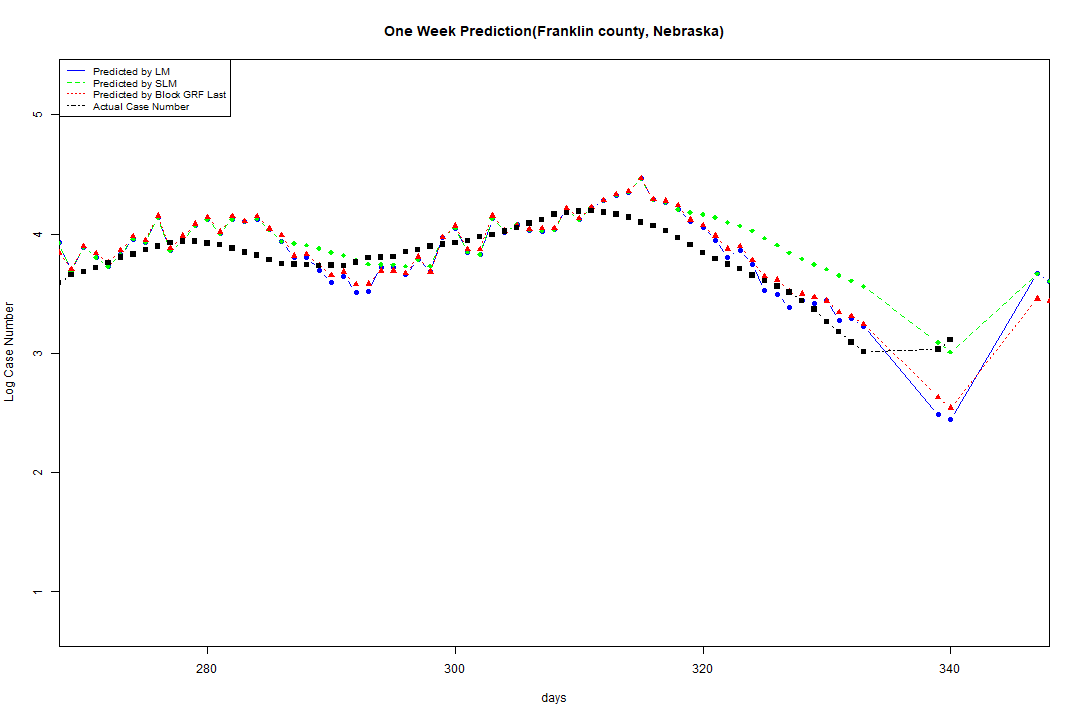 One Week Prediction(Franklin county, Nebraska)
Predicted by LM
Predicted by SLM
Predicted by Block GRF Last
Actual Case Number
5
4
3
2
1
Log Case Number
280 300 320 340
days